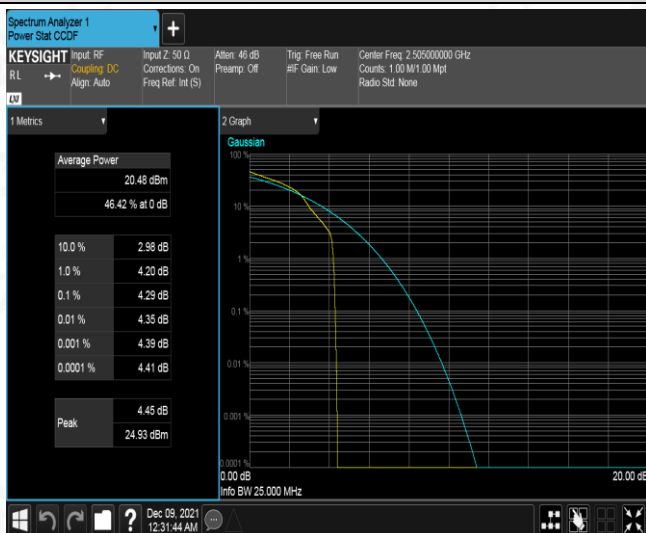 Spectrum Analyzer 1
Power Stat CCDF
+
KEYSIGHT
RL
LXI
Input: RF
Coupling: DC
Align: Auto
Input Z: 50 Ω
Corrections: On
Freq Ref: Int (S)
Atten: 46 dB
Preamp: Off
Trig: Free Run
#IF Gain: Low
Center Freq: 2.505000000 GHz
Counts: 1.00 M/1.00 Mpt
Radio Std: None
1 Metrics
Average Power
20.48 dBm
46.42 % at 0 dB
10.0 % 2.98 dB
1.0 % 4.20 dB
0.1 % 4.29 dB
0.01 % 4.35 dB
0.001 % 4.39 dB
0.0001 % 4.41 dB
Peak
4.45 dB
24.93 dBm
2 Graph
Gaussian
100 %
10 %
1 %
0.1 %
0.01 %
0.001 %
0.0001 %
0.00 dB
20.00 dB
Info BW 25.000 MHz
?
Dec 09, 2021
12:31:44 AM